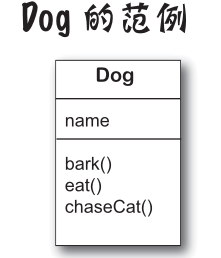 Dog 的范例
Dog
name
bark()
eat()
chaseCat()